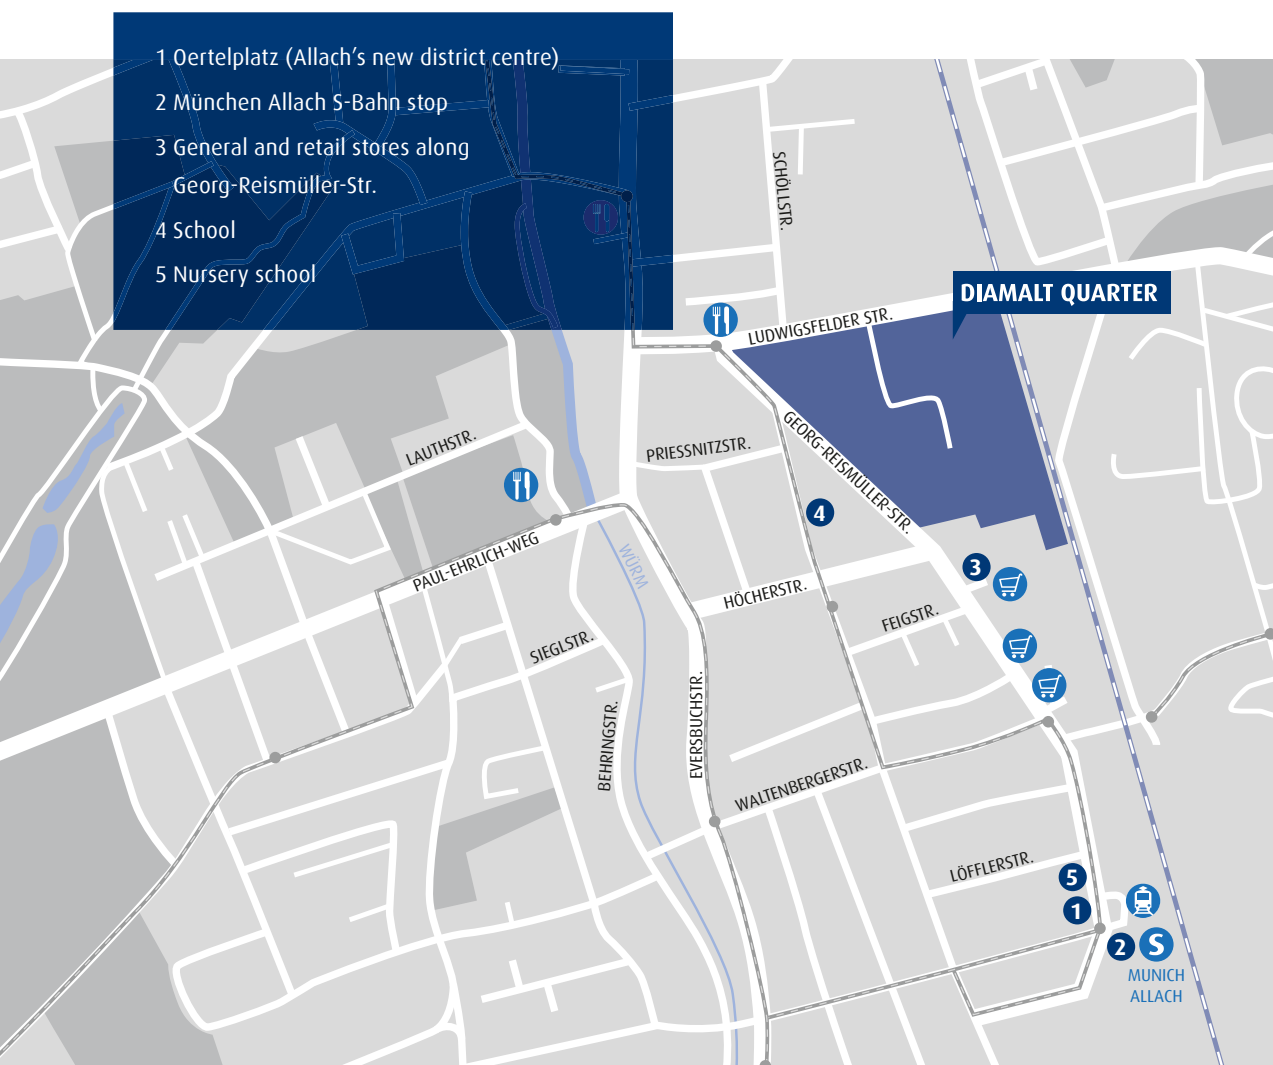 1 Oertelplatz (Allach's new district centre)
2 München Allach S-Bahn stop
3 General and retail stores along
Georg-Reismüller-Str.
4 School
5 Nursery school
SCHÖLLSTR.
DIAMALT QUARTER
LUDWIGSFELDER STR.
GEORG-REISMÜLLER-STR.
LAUTHSTR.
PRIESSNITZSTR.
4
PAUL-EHRLICH-WEG
WÜRM
3
HÖCHERSTR.
FEIGSTR.
SIEGLSTR.
BEHRINGSTR.
EVERSBUCHSTR.
WALTENBERGERSTR.
LÖFFLERSTR.
5
1
2 S
MUNICH
ALLACH